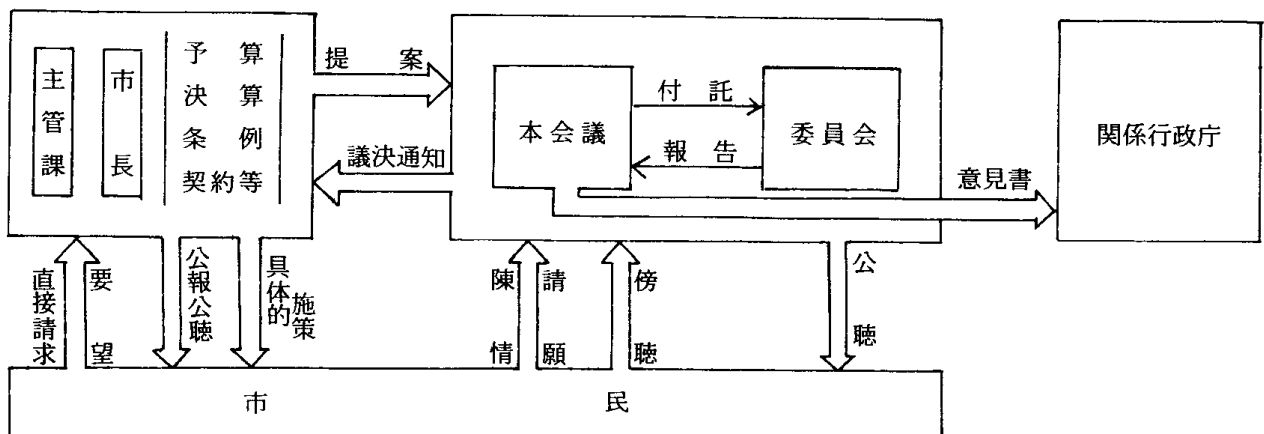 主管課
市長
予算
決算
条例
契約等
提案
議決通知
本会議
付託
報告
委員会
意見書
関係行政庁
直接請求
要望
公報公聴
具体的
施策
陳情
請願
傍聴
公聴
市民